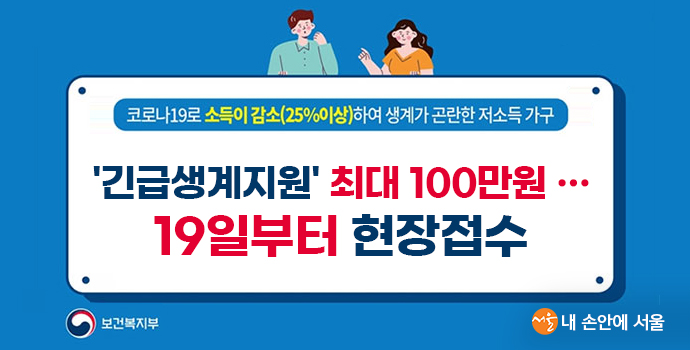 코로나19로 소득이 감소(25%이상)하여 생계가 곤란한 저소득 가구
'긴급생계지원' 최대 100만원 …
19일부터 현장접수
보건복지부
서울 내 손안에 서울